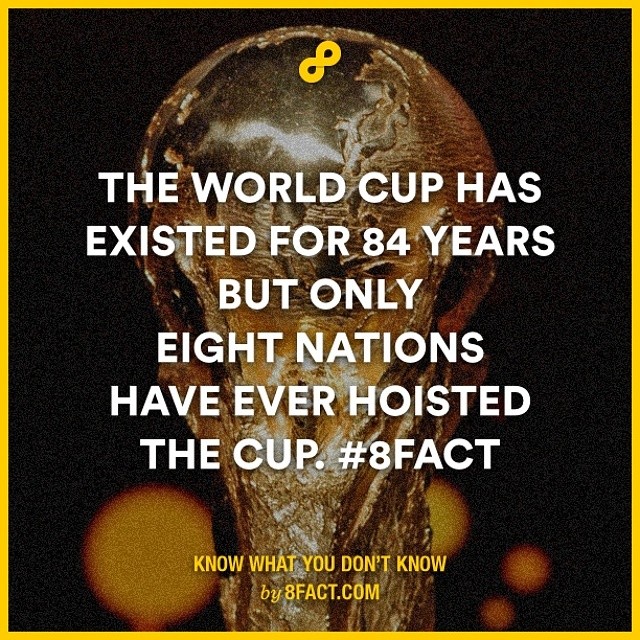 THE WORLD CUP HAS
EXISTED FOR 84 YEARS
BUT ONLY
EIGHT NATIONS
HAVE EVER HOISTED
THE CUP. #8FACT
KNOW WHAT YOU DON'T KNOW
by 8FACT.COM